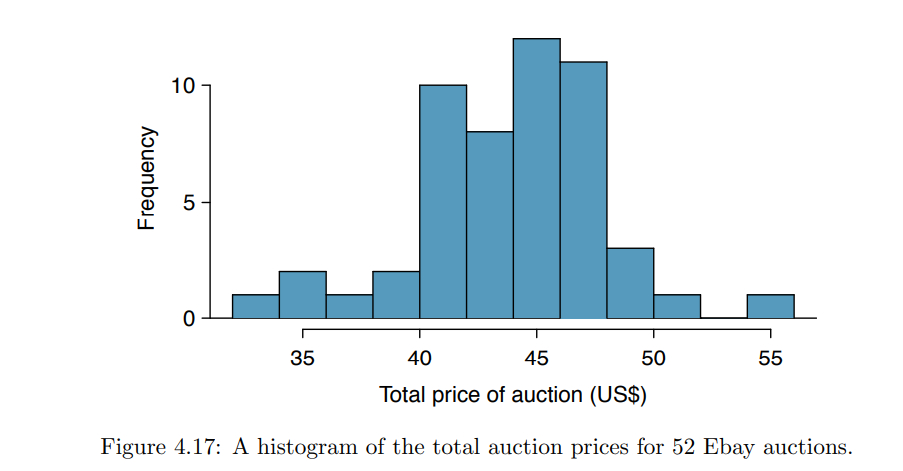 10
5
0
Frequency
35 40 45 50 55
Total price of auction (US$)
Figure 4.17: A histogram of the total auction prices for 52 Ebay auctions.